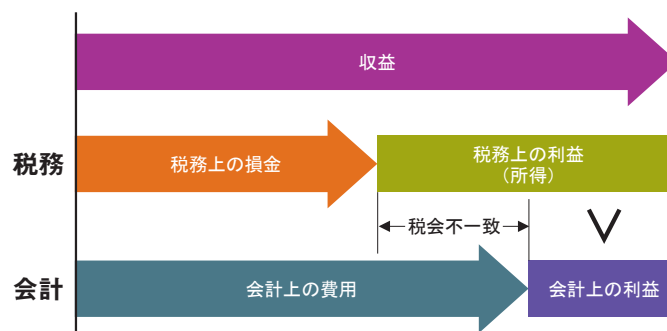 収益
税務
税務上の損金
税務上の利益
（所得）
税会不一致
会計
会計上の費用
会計上の利益